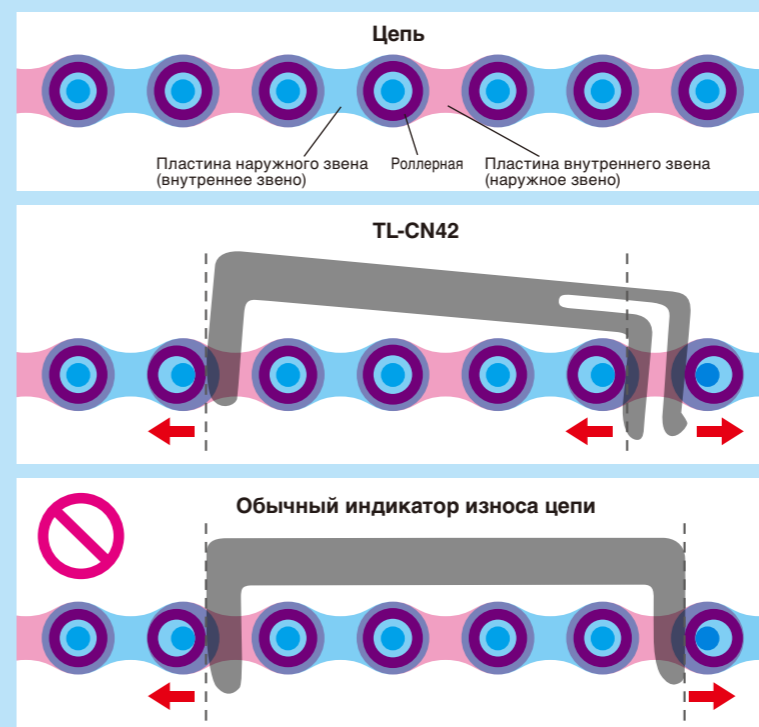 Цепь
Пластина наружного звена
(внутреннее звено)
Роллерная
Пластина внутреннего звена
(наружное звено)
TL-CN42
Обычный индикатор износа цепи